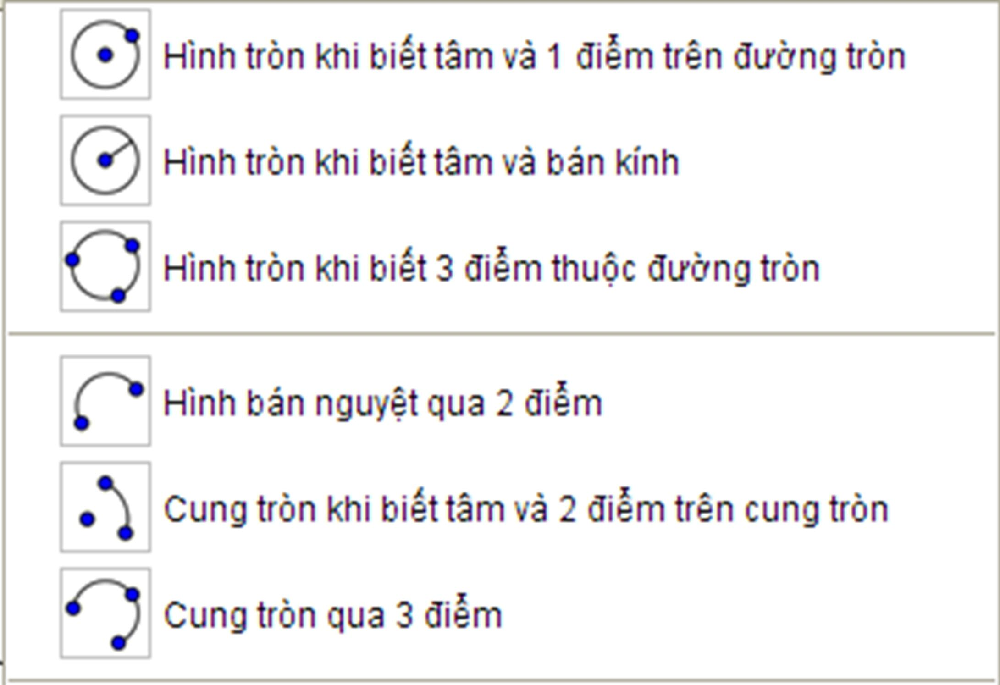 Hình tròn khi biết tâm và 1 điểm trên đường tròn
Hình tròn khi biết tâm và bán kính
Hình tròn khi biết 3 điểm thuộc đường tròn
Hình bán nguyệt qua 2 điểm
Cung tròn khi biết tâm và 2 điểm trên cung tròn
Cung tròn qua 3 điểm